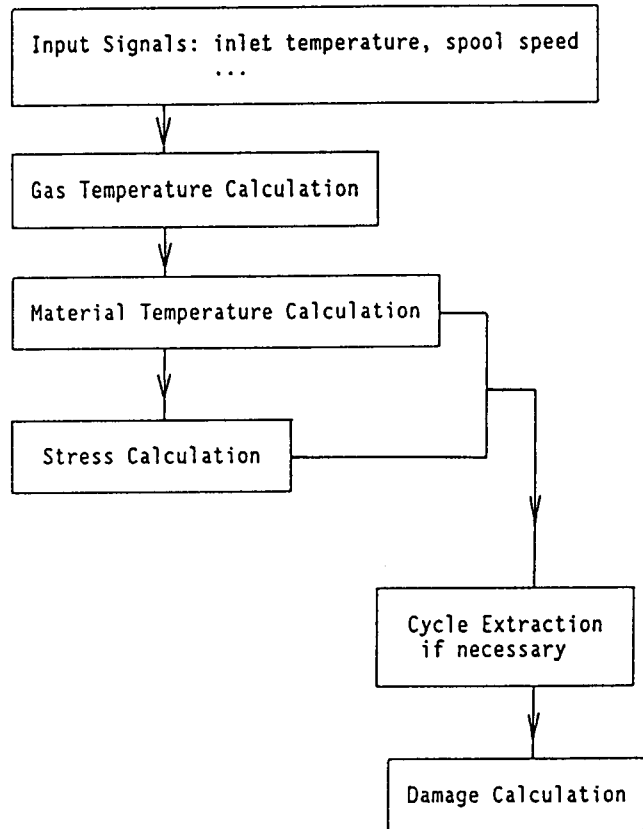 Input Signals: inlet temperature, spool speed
...
Gas Temperature Calculation
Material Temperature Calculation
Stress Calculation
Cycle Extraction
if necessary
Damage Calculation